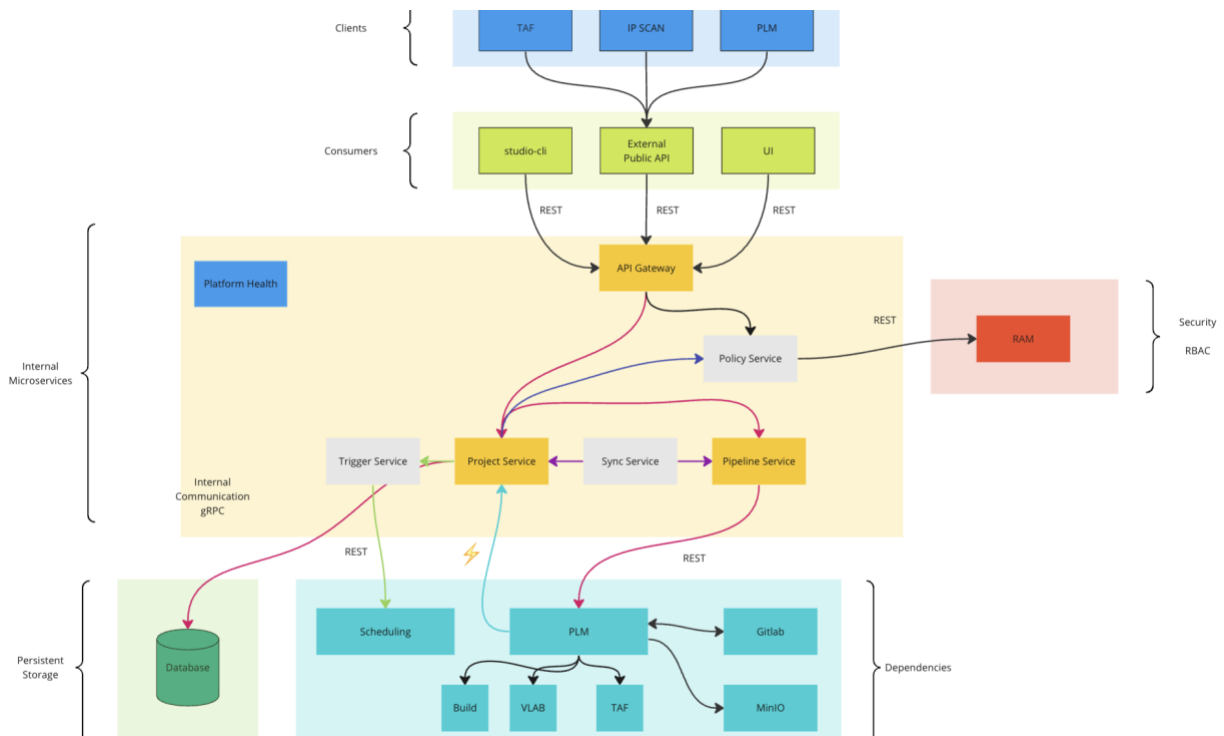 Clients
TAF
IP SCAN
PLM
Consumers
studio-cli
External
Public API
UI
REST
REST
REST
API Gateway
Platform Health
Internal
Microservices
REST
RAM
Security
RBAC
Policy Service
Trigger Service
Project Service
Sync Service
Pipeline Service
Internal
Communication
gRPC
REST
REST
Persistent
Storage
Database
Scheduling
PLM
Gitlab
Dependencies
Build
VLAB
TAF
MinIO